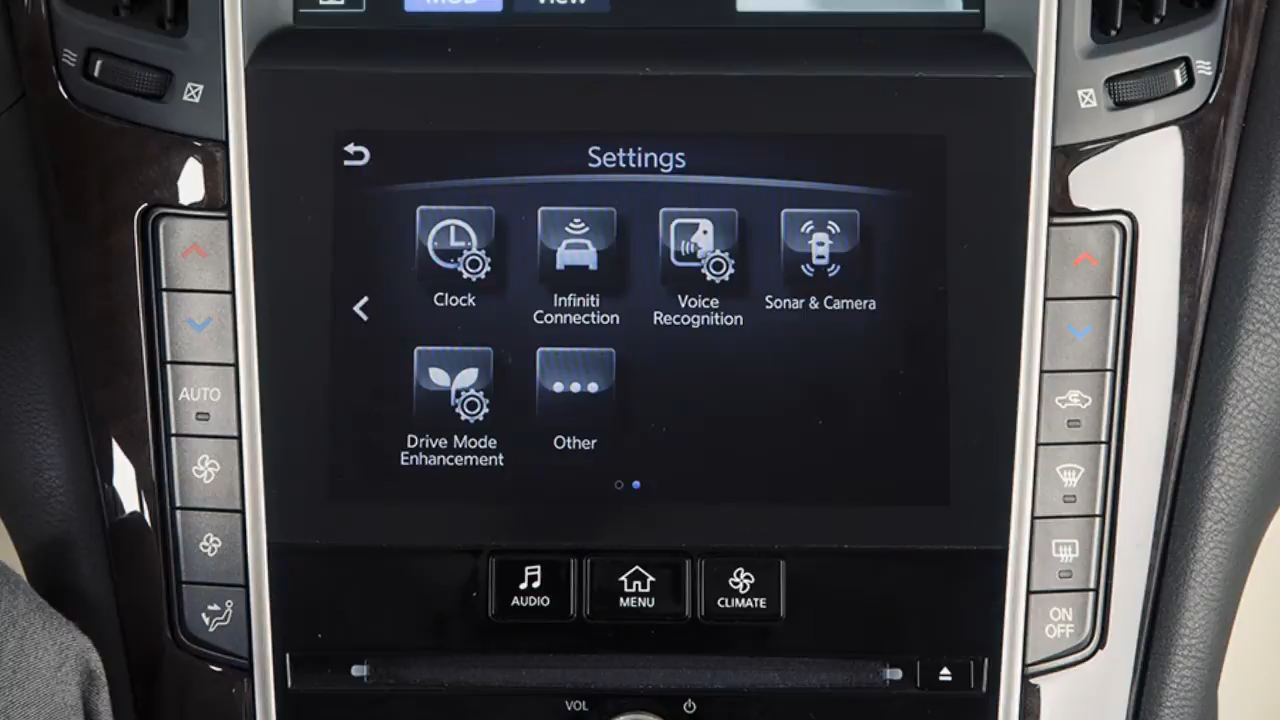 View
Settings
Clock
Infiniti
Connection
Voice
Recognition
Sonar & Camera
Drive Mode
Enhancement
Other
AUTO
AUDIO
MENU
CLIMATE
ON
OFF
VOL